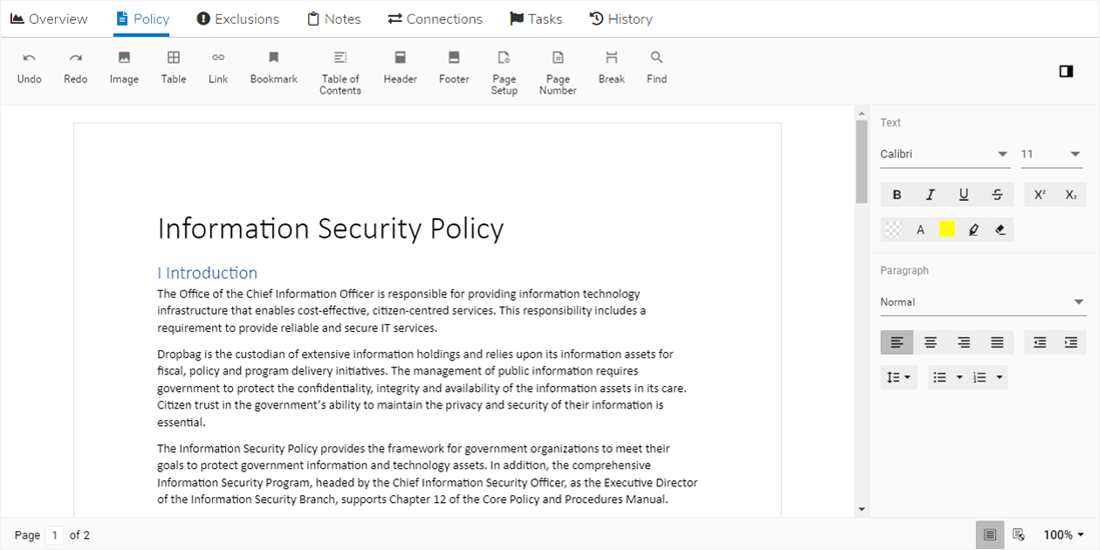 Overview Policy Exclusions Notes Connections Tasks History
Undo Redo Image Table Link Bookmark Table of Contents Header Footer Page Setup Page Number Break Find
Text
Calibri 11
B I U S X² X₂
A
Paragraph
Normal
Information Security Policy
I Introduction
The Office of the Chief Information Officer is responsible for providing information technology
infrastructure that enables cost-effective, citizen-centred services. This responsibility includes a
requirement to provide reliable and secure IT services.
Dropbag is the custodian of extensive information holdings and relies upon its information assets for
fiscal, policy and program delivery initiatives. The management of public information requires
government to protect the confidentiality, integrity and availability of the information assets in its care.
Citizen trust in the government’s ability to maintain the privacy and security of their information is
essential.
The Information Security Policy provides the framework for government organizations to meet their
goals to protect government information and technology assets. In addition, the comprehensive
Information Security Program, headed by the Chief Information Security Officer, as the Executive Director
of the Information Security Branch, supports Chapter 12 of the Core Policy and Procedures Manual.
Page 1 of 2 100%